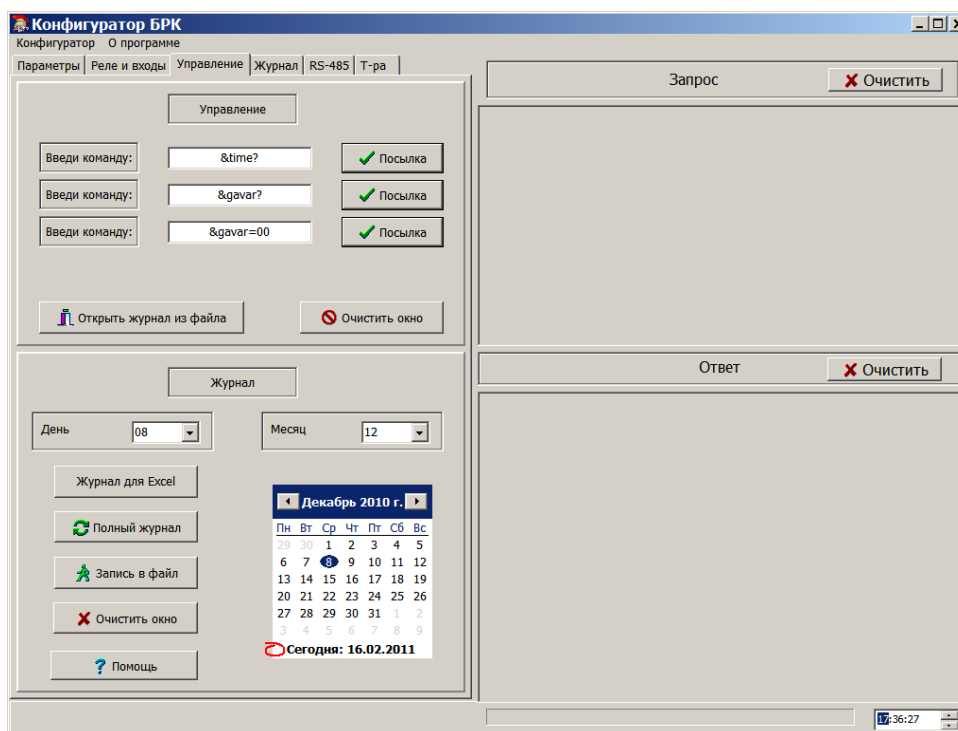 Конфигуратор БРК
Конфигуратор О программе
Параметры Реле и входы Управление Журнал RS-485 Т-ра
Управление
Введи команду: &time? Посылка
Введи команду: &gavar? Посылка
Введи команду: &gavar=00 Посылка
Открыть журнал из файла Очистить окно
Журнал
День 08 Месяц 12
Журнал для Excel
Полный журнал
Запись в файл
Очистить окно
Помощь
Декабрь 2010 г.
Пн Вт Ср Чт Пт Сб Вс
29 30 1 2 3 4 5
6 7 8 9 10 11 12
13 14 15 16 17 18 19
20 21 22 23 24 25 26
27 28 29 30 31 1 2
3 4 5 6 7 8 9
Сегодня: 16.02.2011
Запрос Очистить
Ответ Очистить
17:36:27